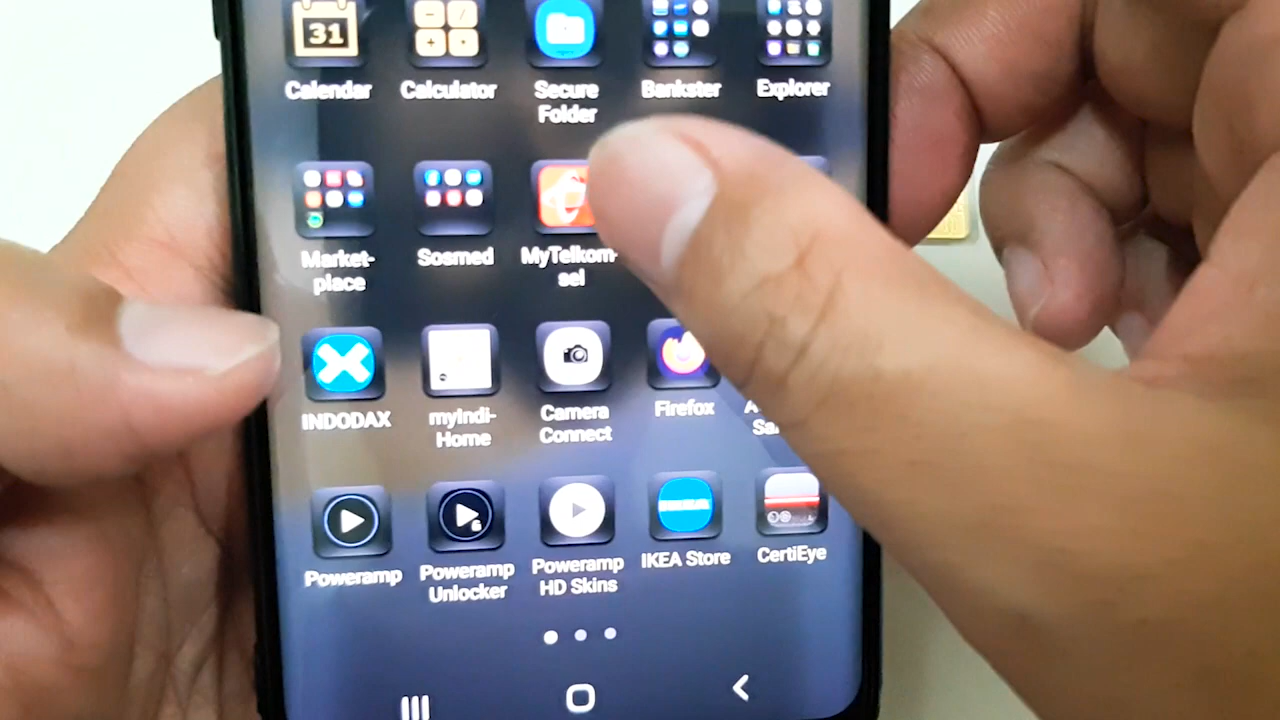 31
Calendar
Calculator
Secure
Folder
Bankster
Explorer
Market-
place
Sosmed
MyTelkom-
sel
INDODAX
myIndi-
Home
Camera
Connect
Firefox
Poweramp
Poweramp
Unlocker
Poweramp
HD Skins
IKEA Store
CertiEye